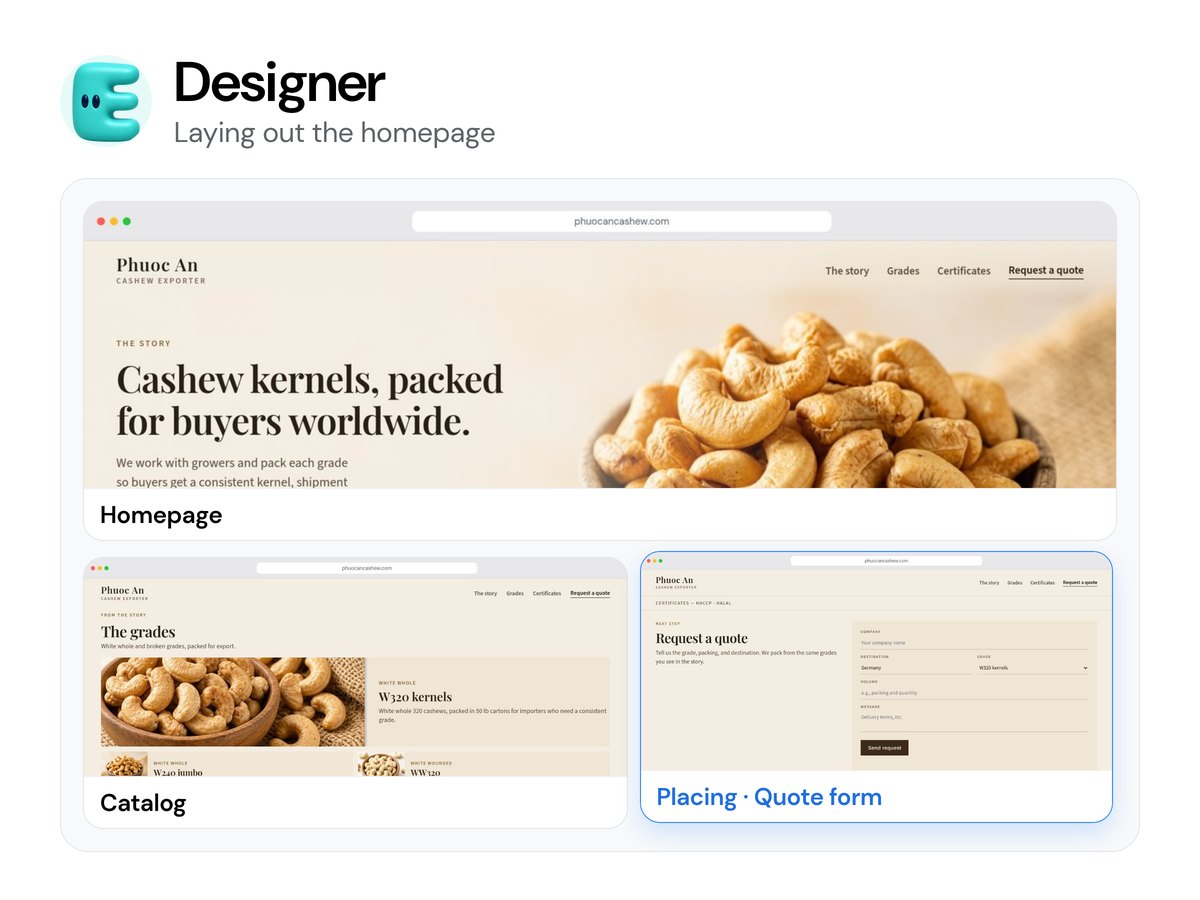 Designer
Laying out the homepage
phuocancashew.com
Phuoc An
CASHEW EXPORTER
The story
Grades
Certificates
Request a quote
THE STORY
Cashew kernels, packed
for buyers worldwide.
We work with growers and pack each grade
so buyers get a consistent kernel, shipment
Homepage
phuocancashew.com
Phuoc An
CASHEW EXPORTER
The story
Grades
Certificates
Request a quote
FROM THE STORY
The grades
White whole and broken grades, packed for export.
WHITE WHOLE
W320 kernels
White whole 320 cashews, packed in 50 lb cartons for importers who need a consistent
grade.
WHITE WHOLE
W240 jumbo
WHITE WOUNDED
WW320
Catalog
phuocancashew.com
Phuoc An
CASHEW EXPORTER
The story
Grades
Certificates
Request a quote
CERTIFICATES — HACCP · HALAL
NEXT STEP
Request a quote
Tell us the grade, packing, and destination. We pack from the same grades
you see in the story.
COMPANY
Your company name
DESTINATION
Germany
GRADE
W320 kernels
VOLUME
e.g., packing and quantity
MESSAGE
Delivery terms, etc.
Send request
Placing · Quote form